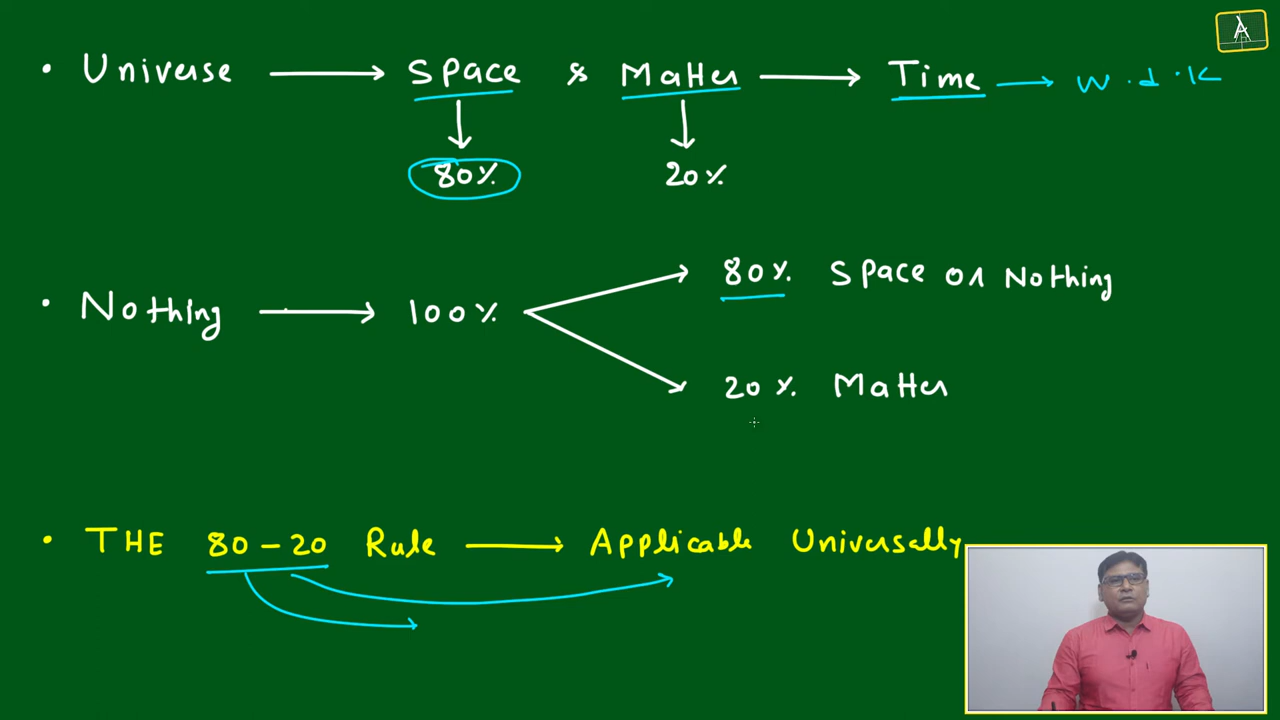 A
• Universe → Space & Matter → Time → W.d.K
80% 20%
• Nothing → 100%
80% Space or Nothing
20% Matter
• THE 80-20 Rule → Applicable Universally